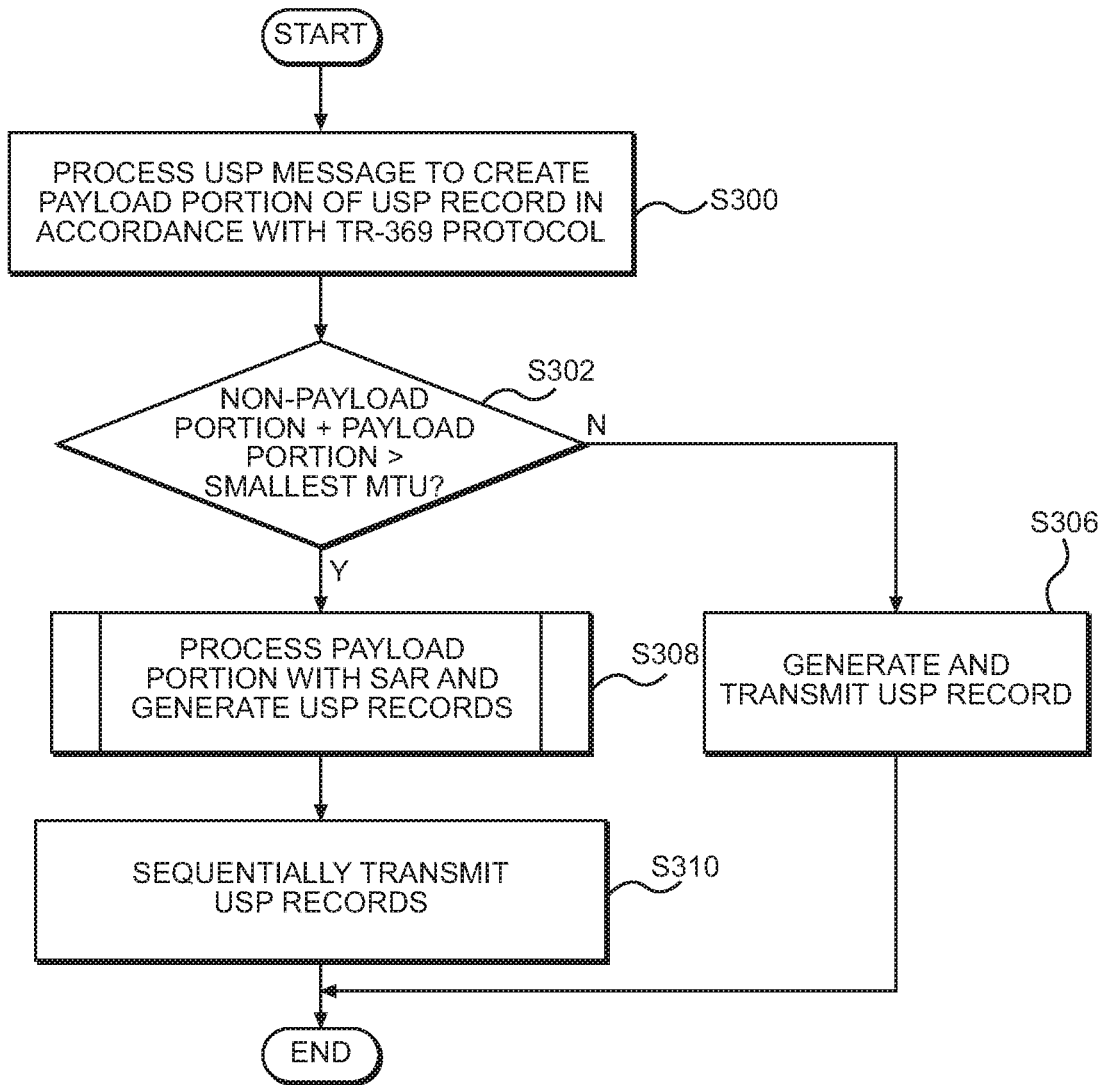 START
PROCESS USP MESSAGE TO CREATE
PAYLOAD PORTION OF USP RECORD IN
ACCORDANCE WITH TR-369 PROTOCOL
S300
S302
NON-PAYLOAD
PORTION + PAYLOAD
PORTION >
SMALLEST MTU?
N
Y
S306
PROCESS PAYLOAD
PORTION WITH SAR AND
GENERATE USP RECORDS
S308
GENERATE AND
TRANSMIT USP RECORD
SEQUENTIALLY TRANSMIT
USP RECORDS
S310
END